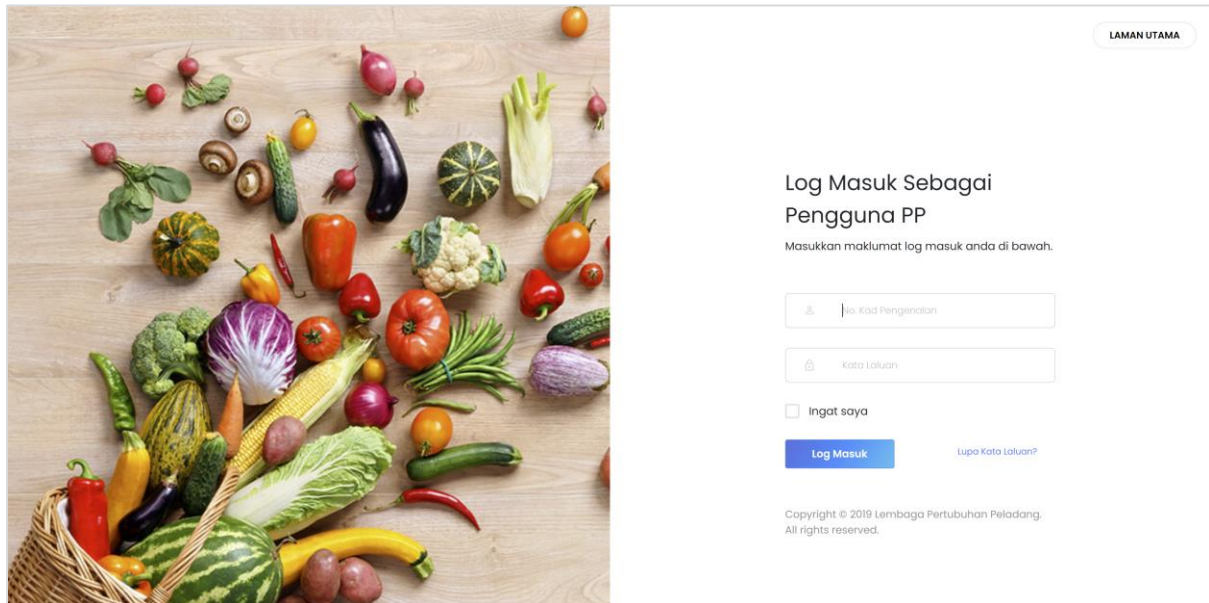 LAMAN UTAMA
Log Masuk Sebagai
Pengguna PP
Masukkan maklumat log masuk anda di bawah.
No. Kad Pengenalan
Kata Laluan
Ingat saya
Log Masuk
Lupa Kata Laluan?
Copyright © 2019 Lembaga Pertubuhan Peladang.
All rights reserved.